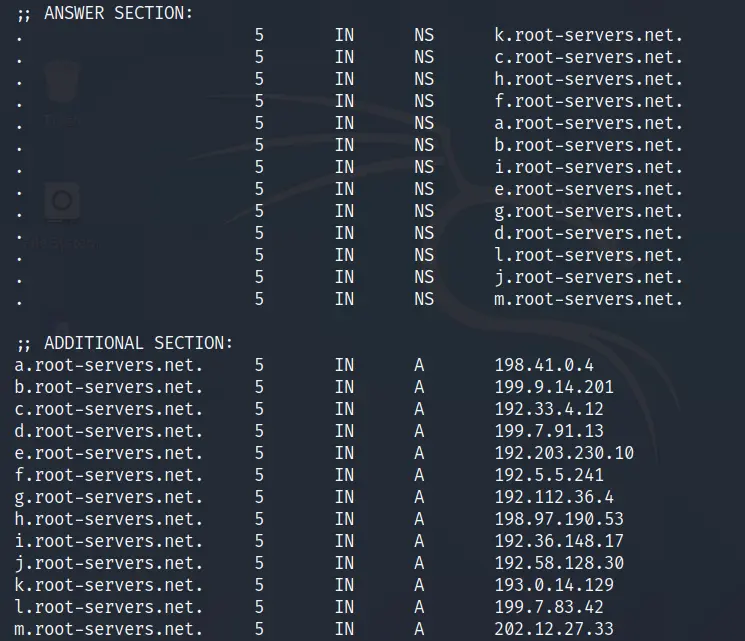 ;; ANSWER SECTION:
. 5 IN NS k.root-servers.net.
. 5 IN NS c.root-servers.net.
. 5 IN NS h.root-servers.net.
. 5 IN NS f.root-servers.net.
. 5 IN NS a.root-servers.net.
. 5 IN NS b.root-servers.net.
. 5 IN NS i.root-servers.net.
. 5 IN NS e.root-servers.net.
. 5 IN NS g.root-servers.net.
. 5 IN NS d.root-servers.net.
. 5 IN NS l.root-servers.net.
. 5 IN NS j.root-servers.net.
. 5 IN NS m.root-servers.net.
;; ADDITIONAL SECTION:
a.root-servers.net. 5 IN A 198.41.0.4
b.root-servers.net. 5 IN A 199.9.14.201
c.root-servers.net. 5 IN A 192.33.4.12
d.root-servers.net. 5 IN A 199.7.91.13
e.root-servers.net. 5 IN A 192.203.230.10
f.root-servers.net. 5 IN A 192.5.5.241
g.root-servers.net. 5 IN A 192.112.36.4
h.root-servers.net. 5 IN A 198.97.190.53
i.root-servers.net. 5 IN A 192.36.148.17
j.root-servers.net. 5 IN A 192.58.128.30
k.root-servers.net. 5 IN A 193.0.14.129
l.root-servers.net. 5 IN A 199.7.83.42
m.root-servers.net. 5 IN A 202.12.27.33